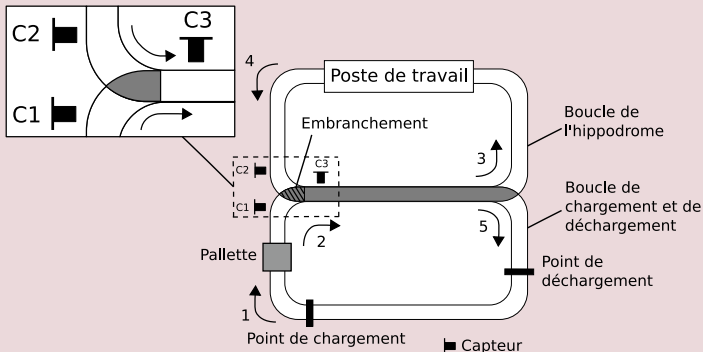 C3
C2
C1
4
Poste de travail
Embranchement
Boucle de
l'hippodrome
C3
C2
C1
3
2
5
Boucle de
chargement et de
déchargement
Pallette
Point de
déchargement
1
Point de chargement
Capteur